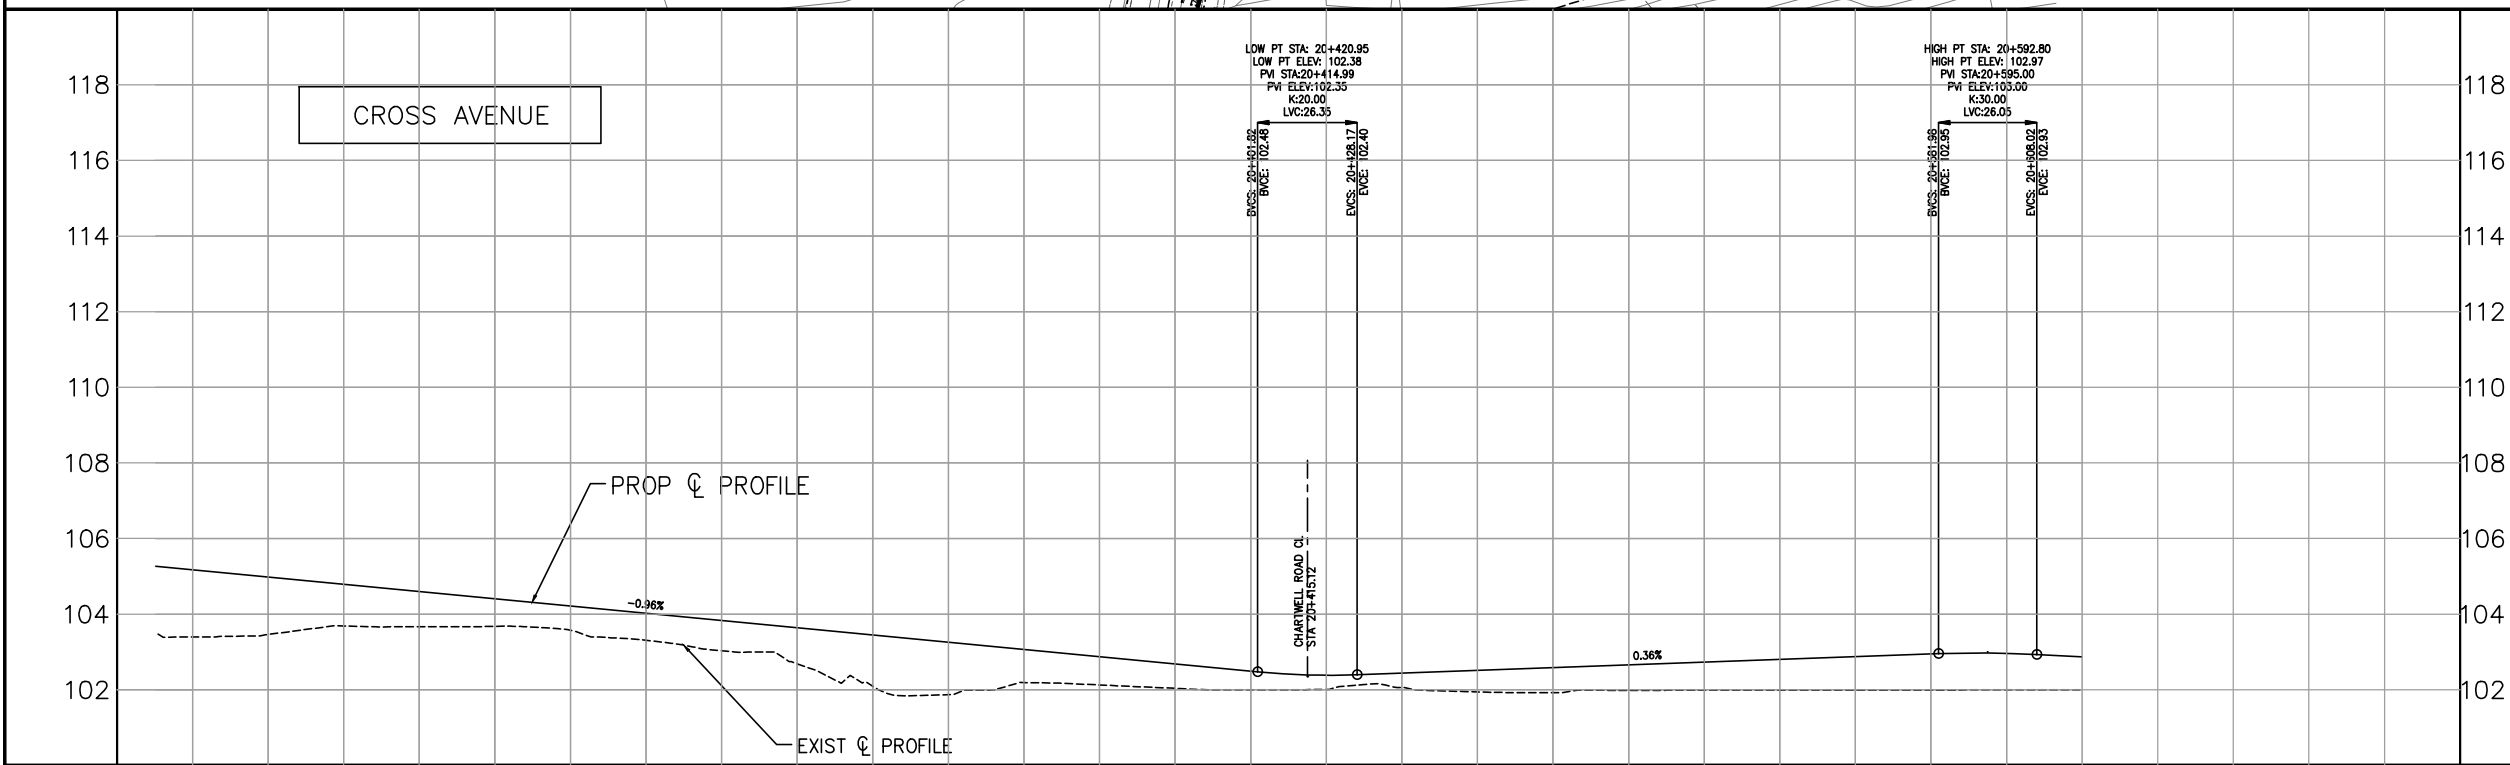 LOW PT STA: 20+420.95
LOW PT ELEV: 102.38
PVI STA:20+414.99
PVI ELEV:102.35
K:20.00
LVC:26.35
HIGH PT STA: 20+592.80
HIGH PT ELEV: 102.97
PVI STA:20+595.00
PVI ELEV:103.00
K:30.00
LVC:26.05
BVCS: 20+401.82
BVCE: 102.48
EVCS: 20+428.17
EVCE: 102.40
BVCS: 20+581.98
BVCE: 102.95
EVCS: 20+608.02
EVCE: 102.93
CROSS AVENUE
118 118
116 116
114 114
112 112
110 110
108 108
PROP ℄ PROFILE
106 106
CHARTWELL ROAD CL
STA 20+415.12
-0.96%
104 104
0.36%
102 102
EXIST ℄ PROFILE